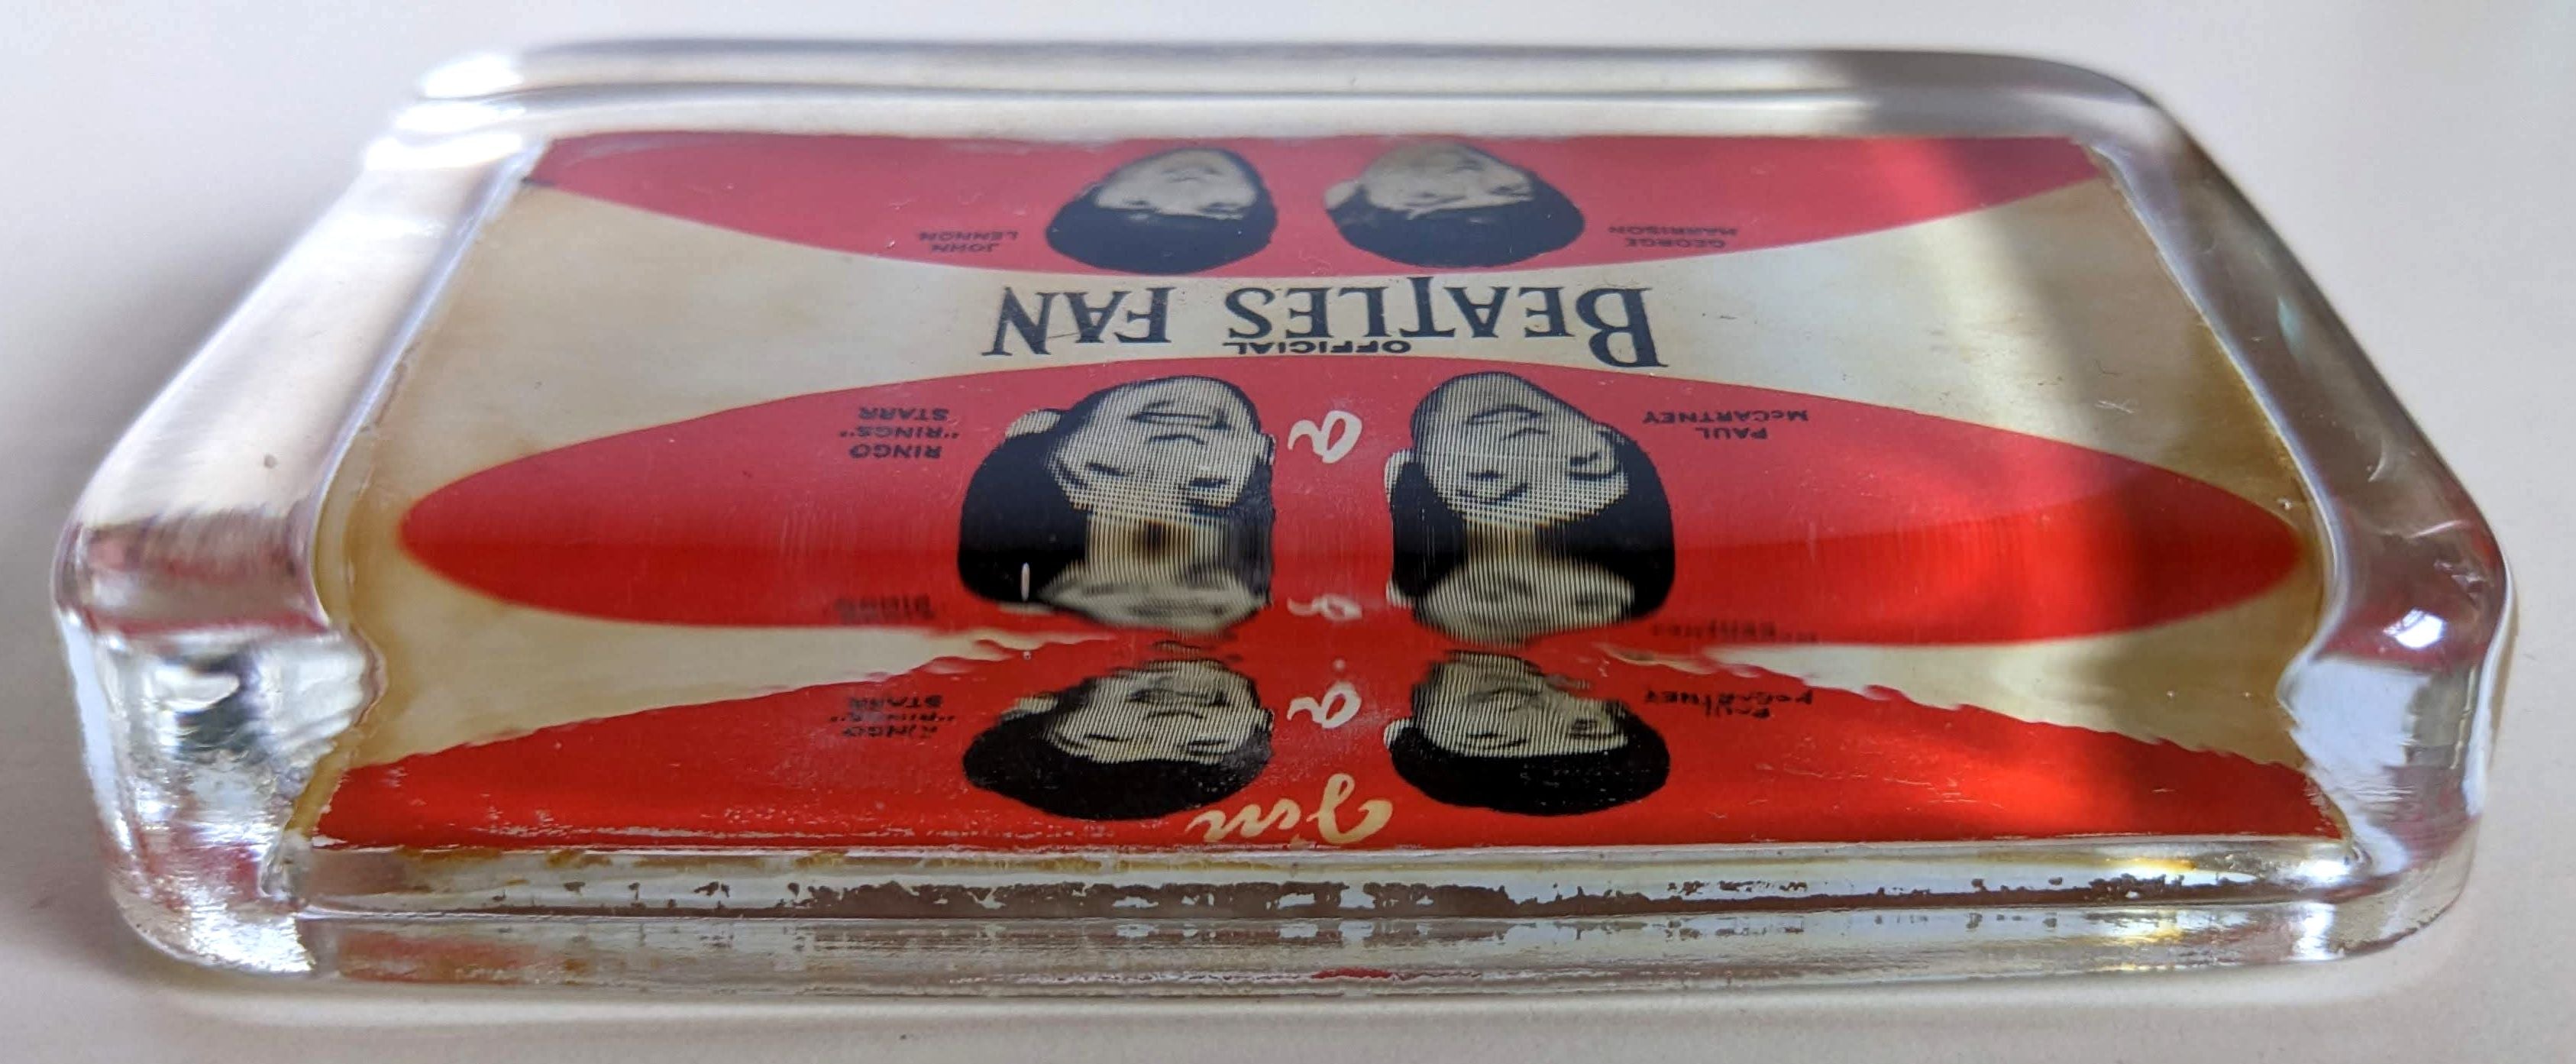 I'm
a
PAUL
McCARTNEY
RINGO
"RINGS"
STARR
OFFICIAL
BEATLES FAN
GEORGE
HARRISON
JOHN
LENNON